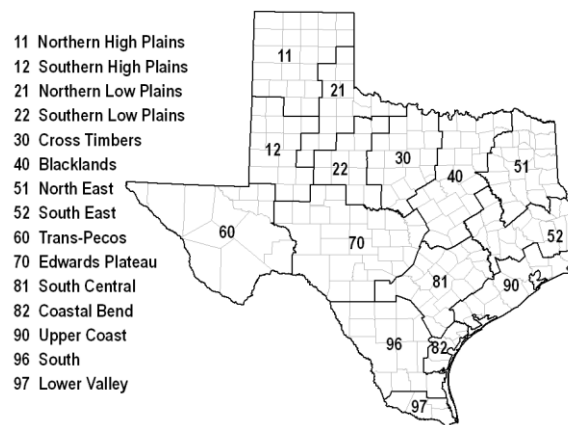 11 Northern High Plains
12 Southern High Plains
21 Northern Low Plains
22 Southern Low Plains
30 Cross Timbers
40 Blacklands
51 North East
52 South East
60 Trans-Pecos
70 Edwards Plateau
81 South Central
82 Coastal Bend
90 Upper Coast
96 South
97 Lower Valley
11
21
12
22
30
40
51
60
70
52
81
90
96
82
97